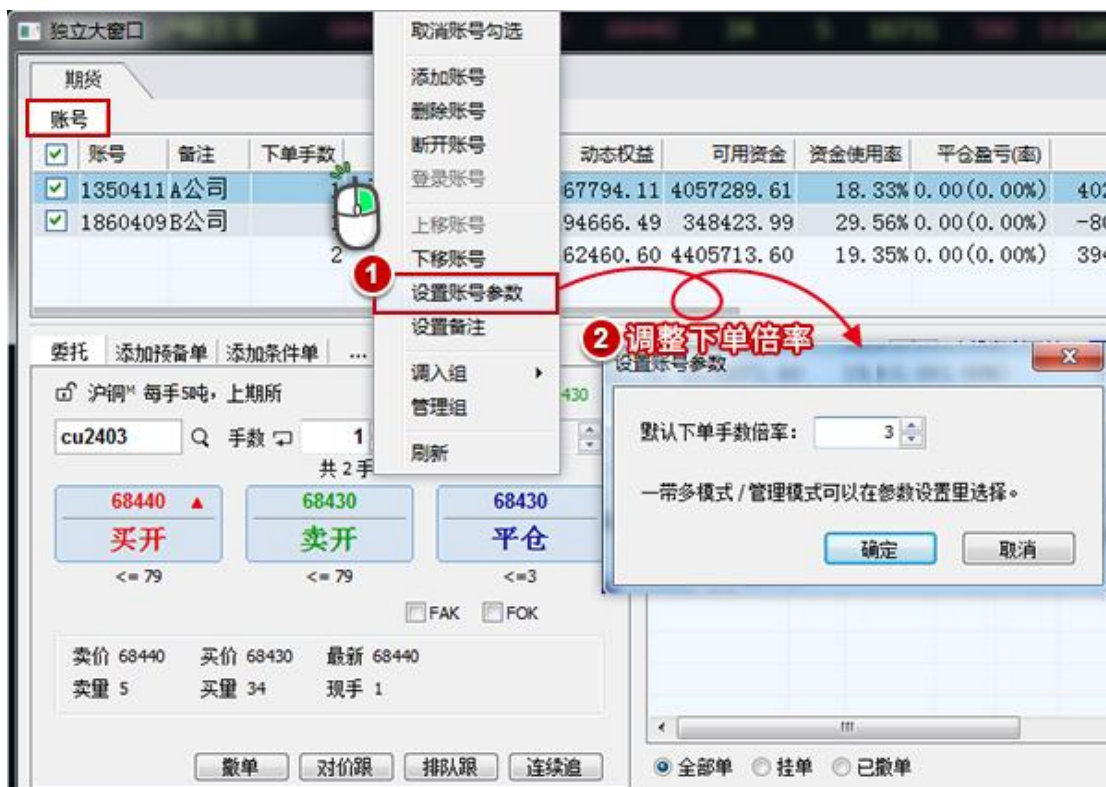 独立大窗口
期货
账号
账号 备注 下单手数 动态权益 可用资金 资金使用率 平仓盈亏(率)
1350411 A公司 1 67794.11 4057289.61 18.33% 0.00(0.00%) 402
1860409 B公司 94666.49 348423.99 29.56% 0.00(0.00%) -80
2 62460.60 4405713.60 19.35% 0.00(0.00%) 394
取消账号勾选
添加账号
删除账号
断开账号
登录账号
上移账号
下移账号
1 设置账号参数
设置备注
调入组
管理组
刷新
2 调整下单倍率
设置账号参数
默认下单手数倍率: 3
一带多模式/管理模式可以在参数设置里选择。
确定 取消
委托 添加预备单 添加条件单 ...
沪铜M 每手5吨, 上期所 430
cu2403 手数 1
共 2 手
68440 ▲ 68430 68430
买开 卖开 平仓
<= 79 <= 79 <=3
FAK FOK
卖价 68440 买价 68430 最新 68440
卖量 5 买量 34 现手 1
撤单 对价跟 排队跟 连续追
全部单 挂单 已撤单